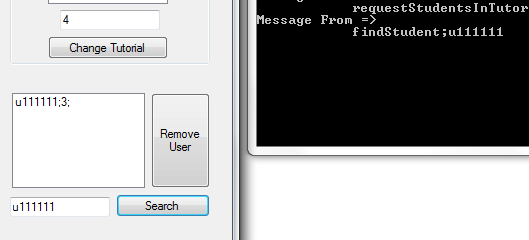 4
Change Tutorial
u111111;3;
Remove
User
u111111
Search
requestStudentsInTutor
Message From =>
findStudent;u111111